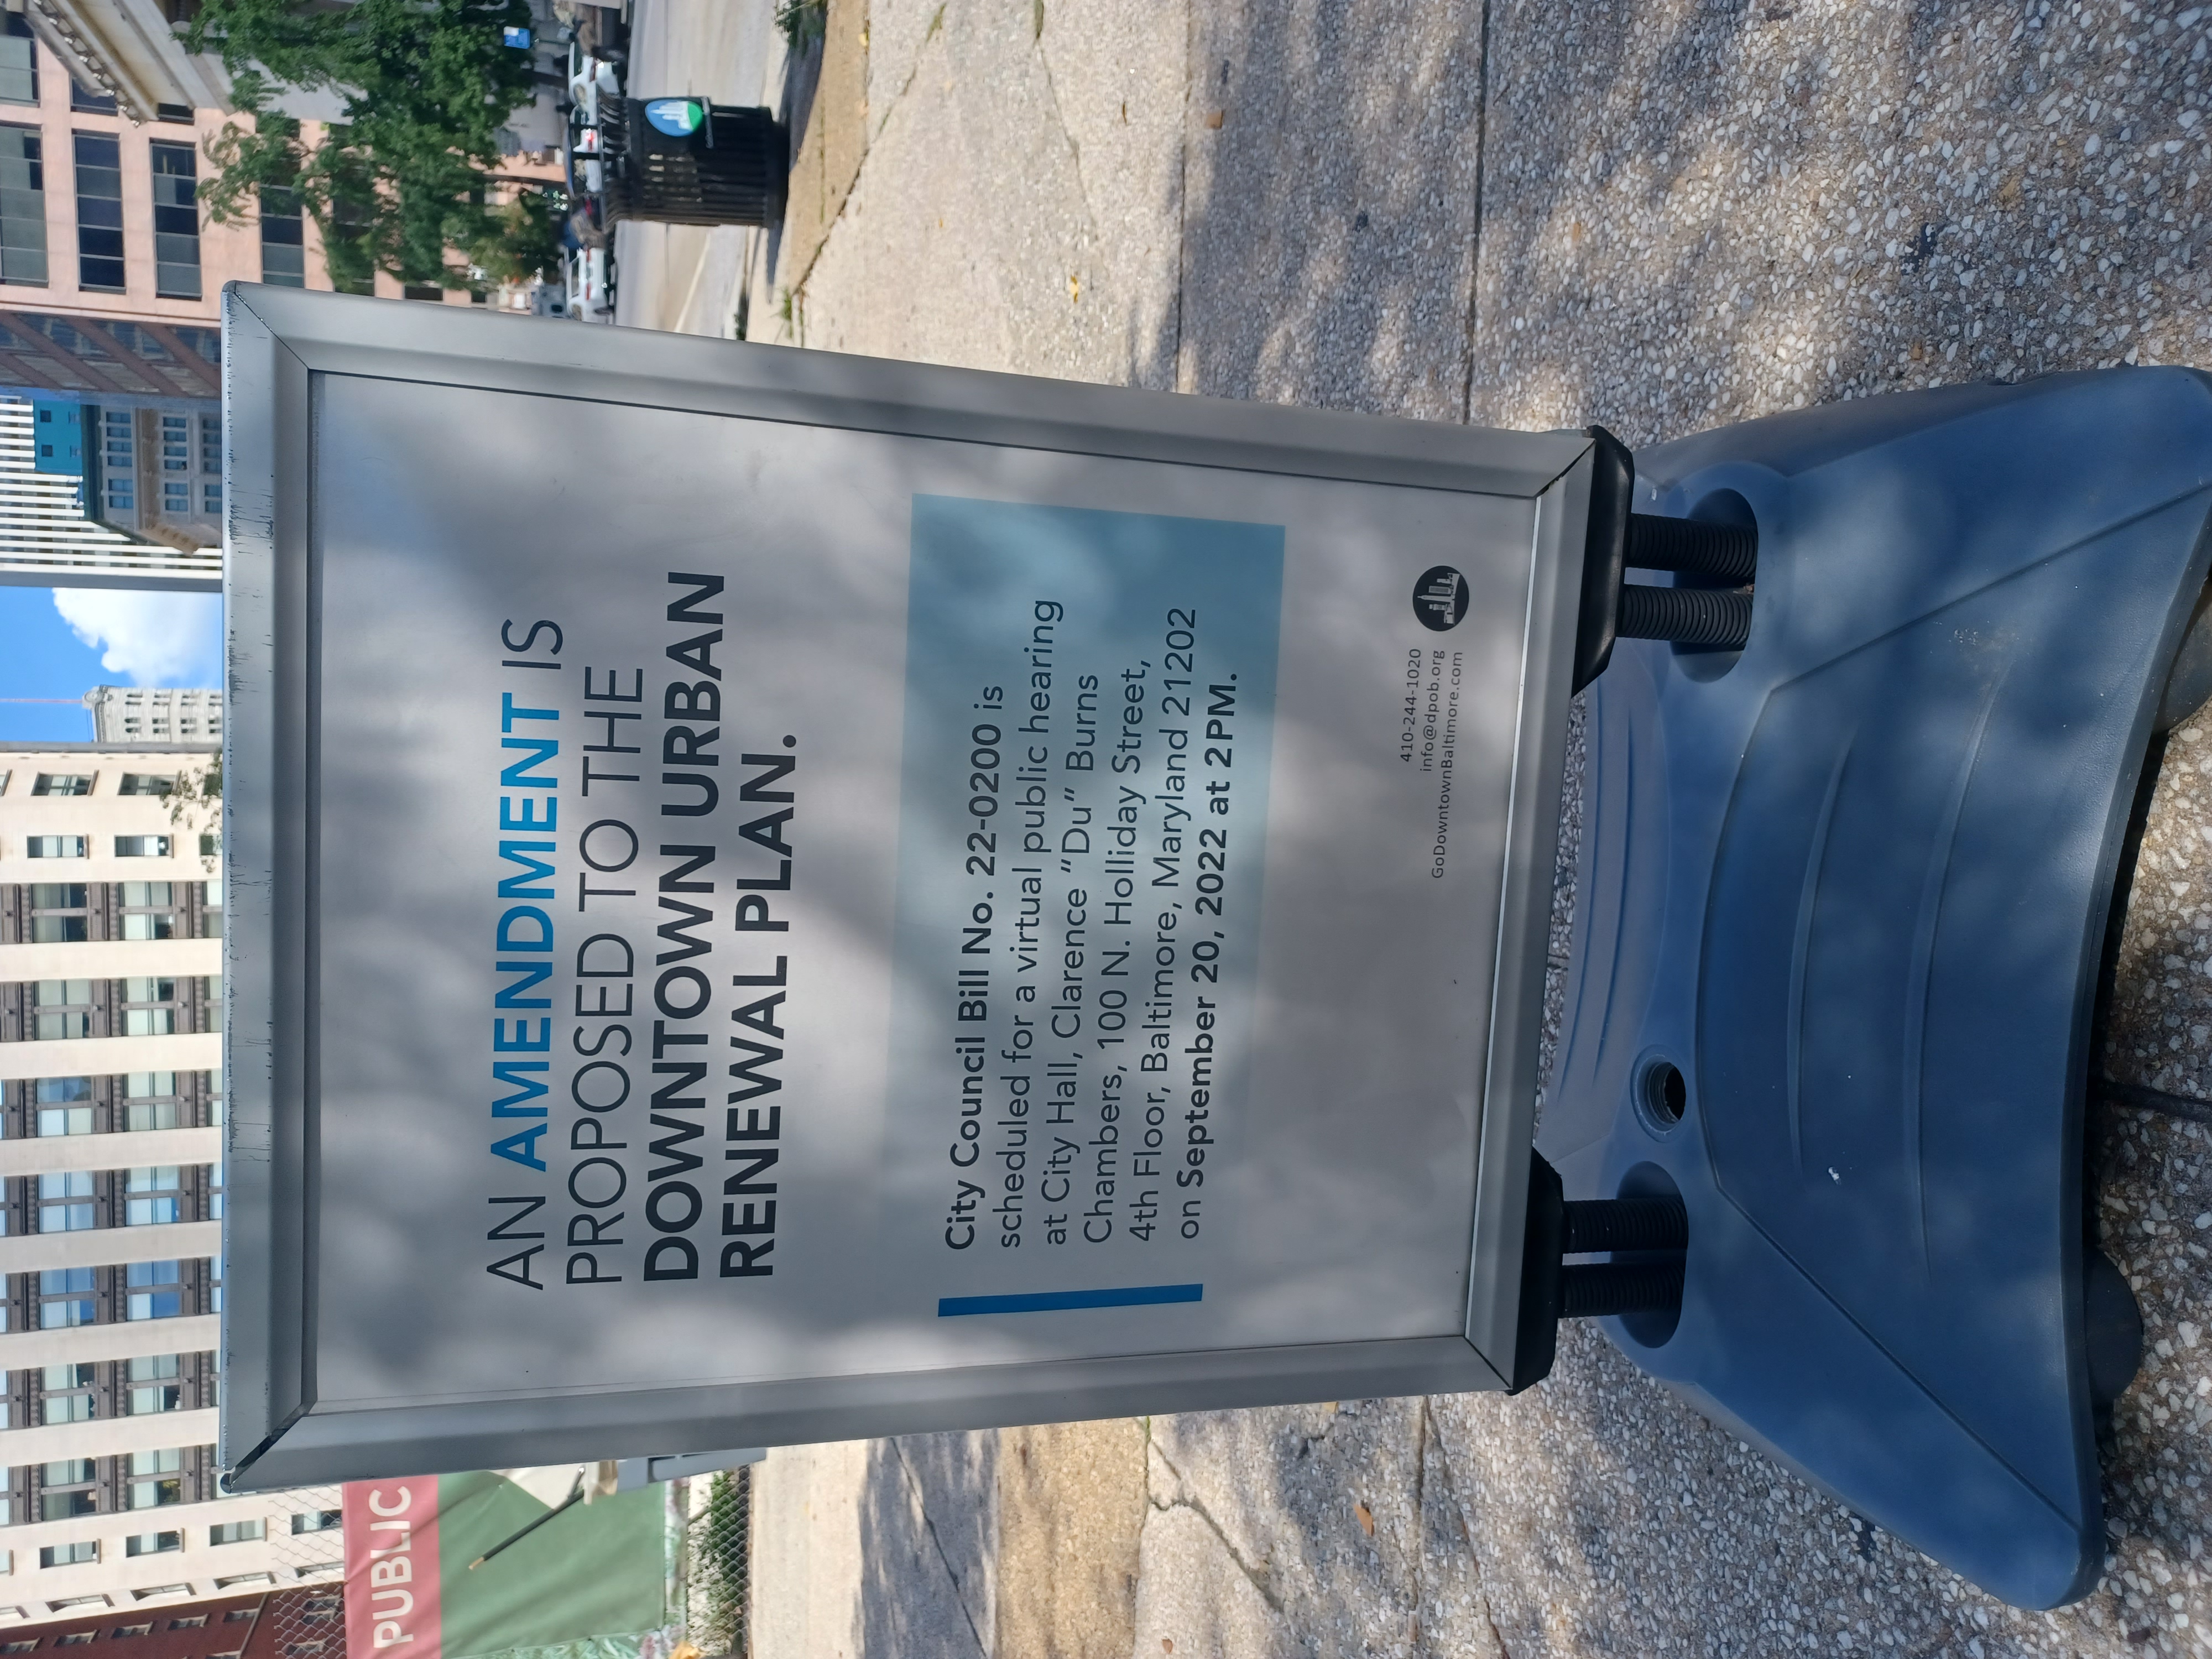 AN AMENDMENT IS
PROPOSED TO THE
DOWNTOWN URBAN
RENEWAL PLAN.
City Council Bill No. 22-0200 is
scheduled for a virtual public hearing
at City Hall, Clarence "Du" Burns
Chambers, 100 N. Holliday Street,
4th Floor, Baltimore, Maryland 21202
on September 20, 2022 at 2PM.
410-244-1020
info@dpob.org
GoDowntownBaltimore.com
PUBLIC